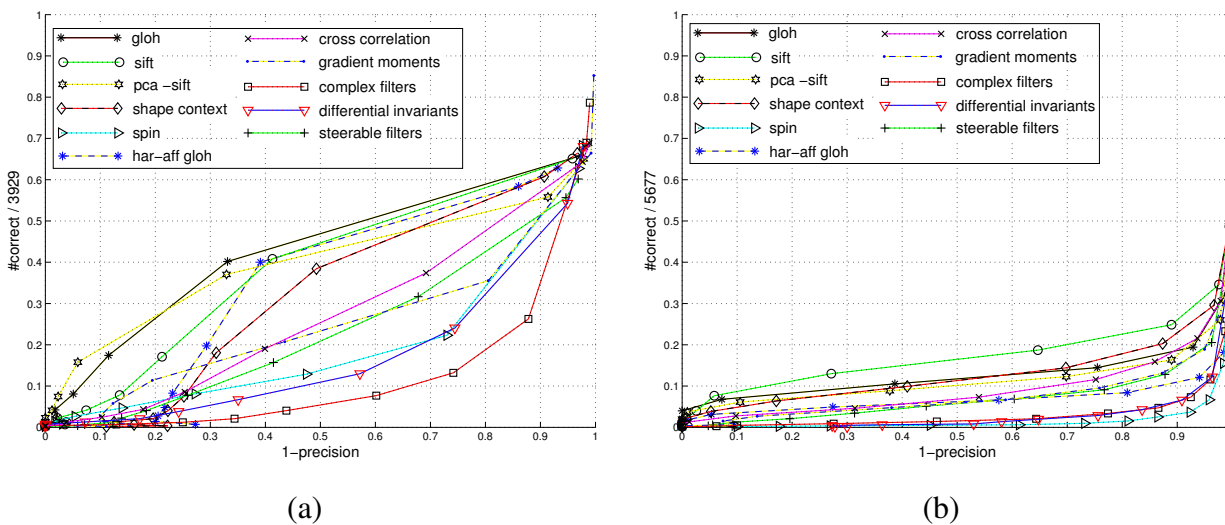 1
0.9
0.8
0.7
0.6
0.5
0.4
0.3
0.2
0.1
0
#correct / 3929
gloh
sift
pca −sift
shape context
spin
har−aff gloh
cross correlation
gradient moments
complex filters
differential invariants
steerable filters
0 0.1 0.2 0.3 0.4 0.5 0.6 0.7 0.8 0.9 1
1−precision
(a)
1
0.9
0.8
0.7
0.6
0.5
0.4
0.3
0.2
0.1
0
#correct / 5677
gloh
sift
pca −sift
shape context
spin
har−aff gloh
cross correlation
gradient moments
complex filters
differential invariants
steerable filters
0 0.1 0.2 0.3 0.4 0.5 0.6 0.7 0.8 0.9
1−precision
(b)